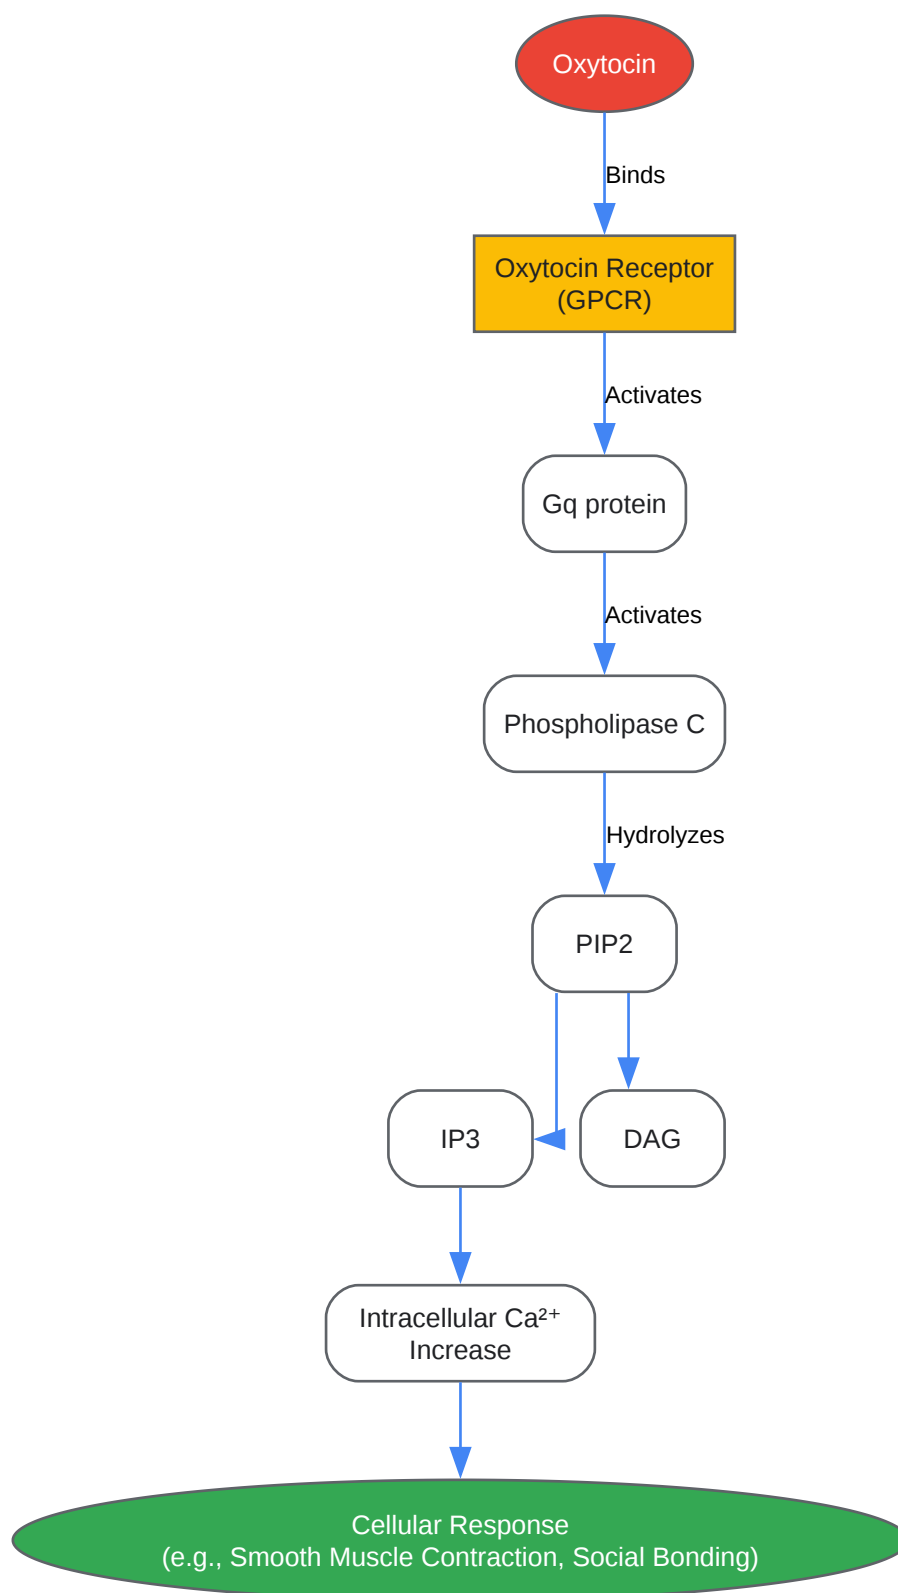 Oxytocin
Binds
Oxytocin Receptor
(GPCR)
Activates
Gq protein
Activates
Phospholipase C
Hydrolyzes
PIP2
IP3
DAG
Intracellular Ca²⁺
Increase
Cellular Response
(e.g., Smooth Muscle Contraction, Social Bonding)